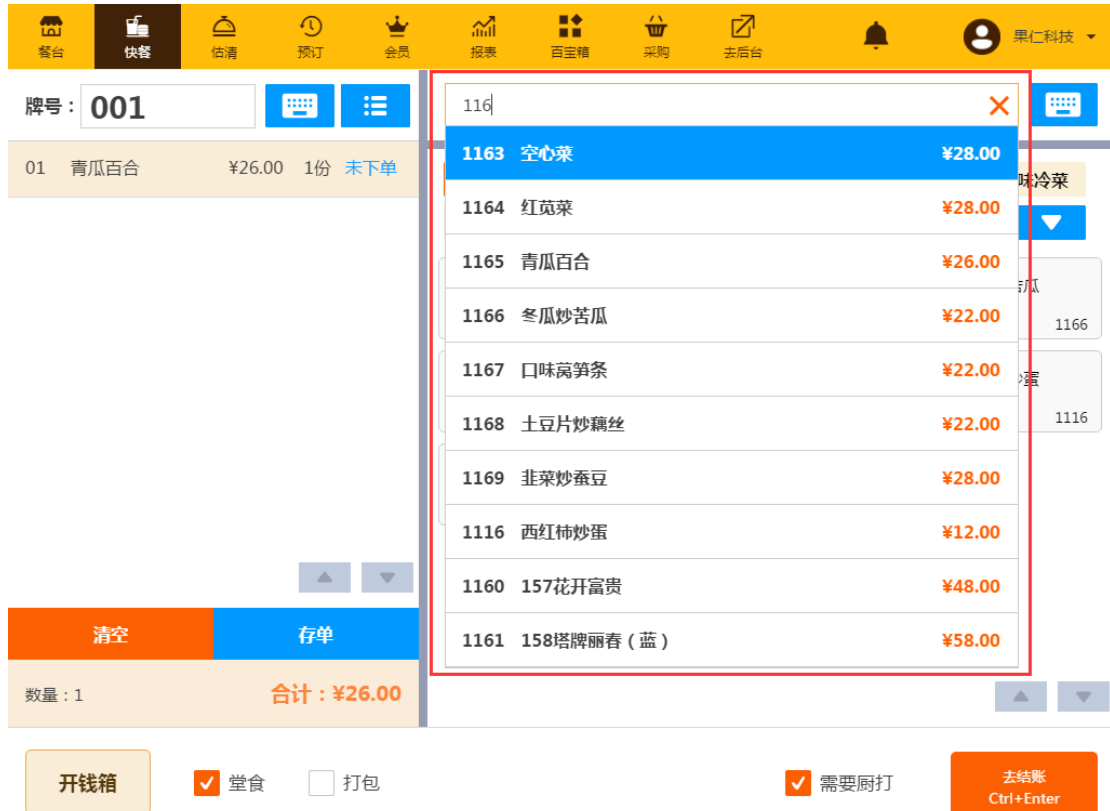 餐台 快餐 估清 预订 会员 报表 百宝箱 采购 去后台 果仁科技
牌号： 001
01 青瓜百合 ¥26.00 1份 未下单
清空 存单
数量：1 合计：¥26.00
116
1163 空心菜 ¥28.00
1164 红苋菜 ¥28.00
1165 青瓜百合 ¥26.00
1166 冬瓜炒苦瓜 ¥22.00
1167 口味莴笋条 ¥22.00
1168 土豆片炒藕丝 ¥22.00
1169 韭菜炒蚕豆 ¥28.00
1116 西红柿炒蛋 ¥12.00
1160 157花开富贵 ¥48.00
1161 158塔牌丽春（蓝） ¥58.00
味冷菜
瓜
1166
蛋
1116
开钱箱 堂食 打包 需要厨打 去结账
Ctrl+Enter